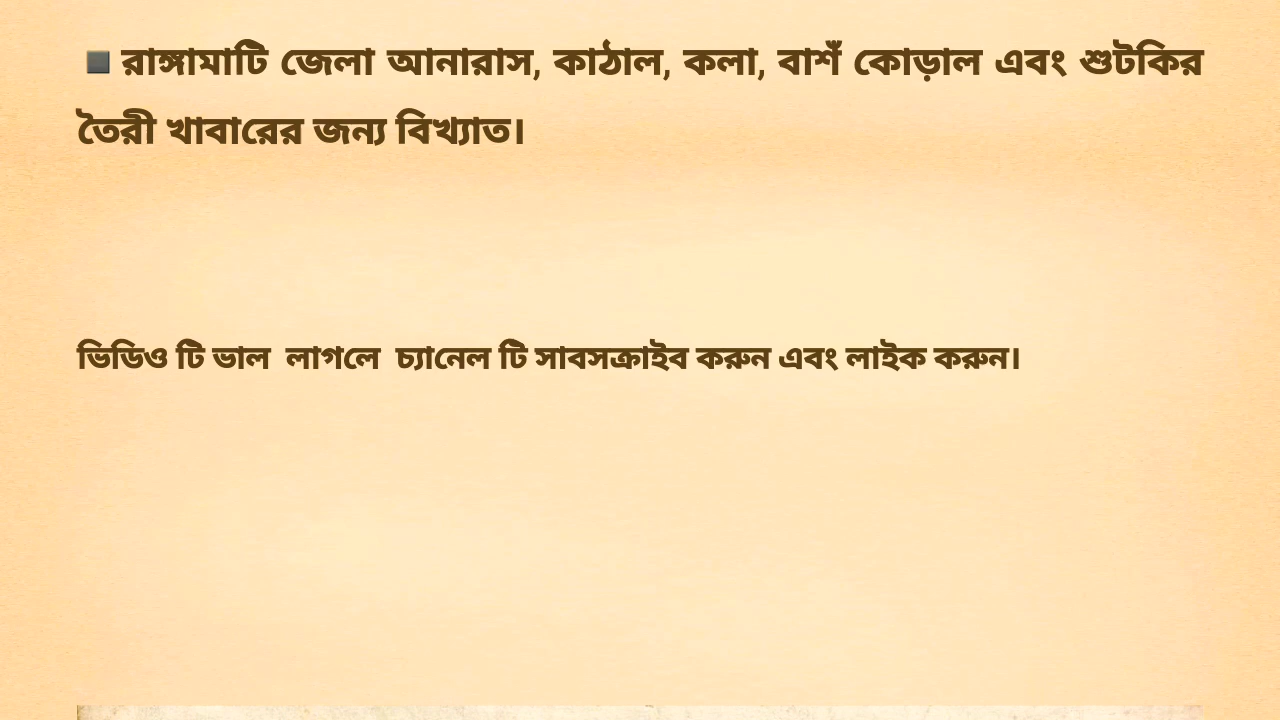 ▪ রাঙ্গামাটি জেলা আনারাস, কাঠাল, কলা, বাশঁ কোড়াল এবং শুটকির
তৈরী খাবারের জন্য বিখ্যাত।
ভিডিও টি ভাল লাগলে চ্যানেল টি সাবসক্রাইব করুন এবং লাইক করুন।